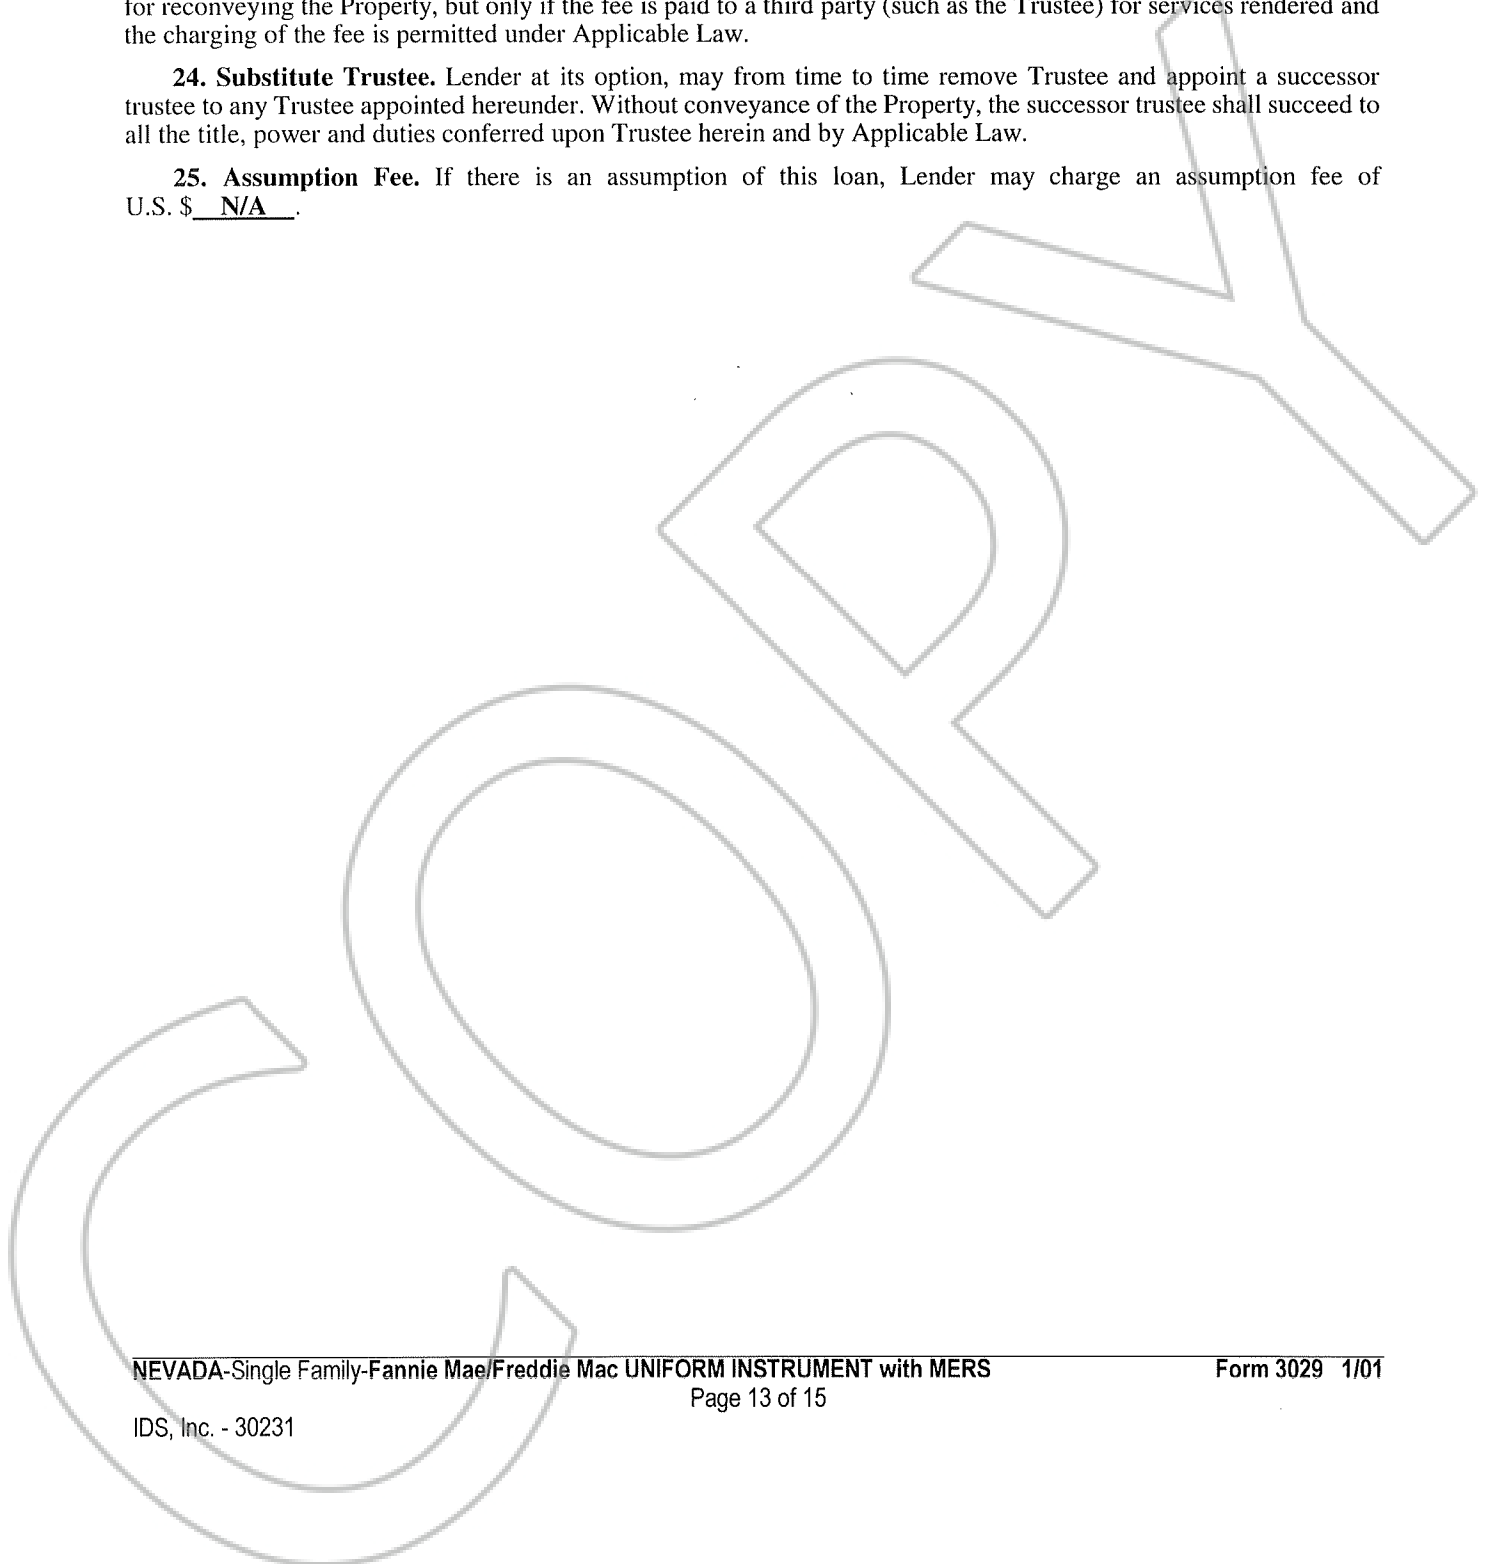 for reconveying the Property, but only if the fee is paid to a third party (such as the Trustee) for services rendered and
the charging of the fee is permitted under Applicable Law.
24. Substitute Trustee. Lender at its option, may from time to time remove Trustee and appoint a successor
trustee to any Trustee appointed hereunder. Without conveyance of the Property, the successor trustee shall succeed to
all the title, power and duties conferred upon Trustee herein and by Applicable Law.
25. Assumption Fee. If there is an assumption of this loan, Lender may charge an assumption fee of
U.S. $ N/A .
COPY
NEVADA-Single Family-Fannie Mae/Freddie Mac UNIFORM INSTRUMENT with MERS Form 3029 1/01
Page 13 of 15
IDS, Inc. - 30231